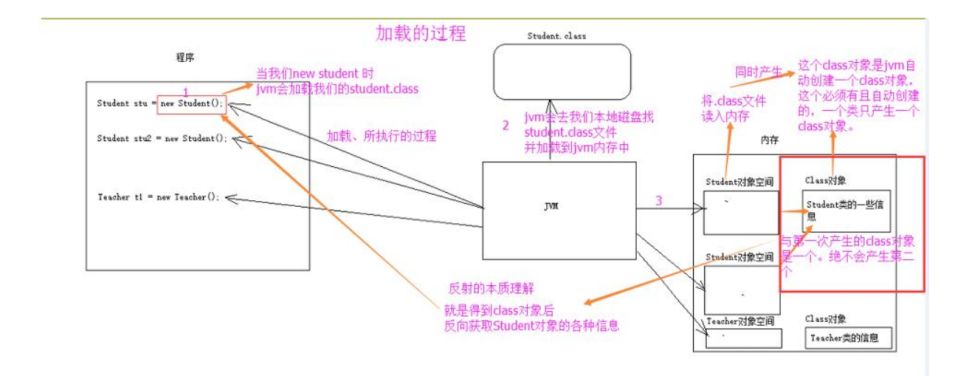 加载的过程
Student.class
程序
当我们new student 时
jvm会加载我们的student.class
1
Student stu = new Student();
Student stu2 = new Student();
Teacher t1 = new Teacher();
加载、所执行的过程
2
jvm会去我们本地磁盘找
student.class文件
并加载到jvm内存中
JVM
3
同时产生
这个class对象是jvm自
动创建一个class对象，
这个必须有且自动创建
的，一个类只产生一个
class对象。
将.class文件
读入内存
内存
Student对象空间
Class对象
Student类的一些信
息
与第一次产生的class对象
是一个。绝不会产生第二
个
Student对象空间
Teacher对象空间
Class对象
Teacher类的信息
反射的本质理解
就是得到class对象后
反向获取Student对象的各种信息